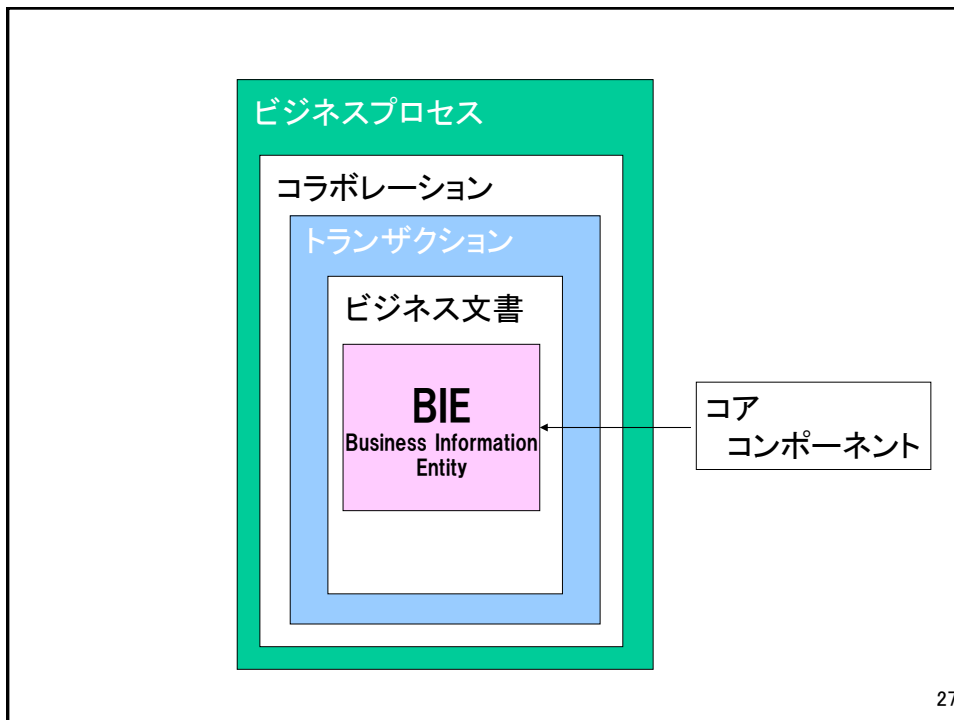 ビジネスプロセス
コラボレーション
トランザクション
ビジネス文書
BIE
Business Information
Entity
コア
コンポーネント
27